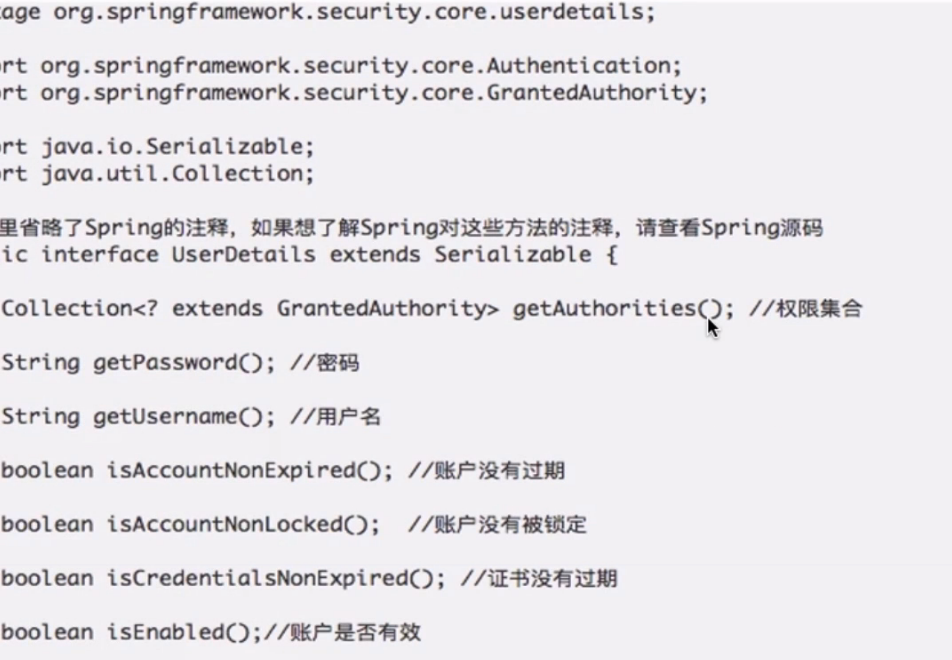 age org.springframework.security.core.userdetails;
rt org.springframework.security.core.Authentication;
rt org.springframework.security.core.GrantedAuthority;
rt java.io.Serializable;
rt java.util.Collection;
里省略了Spring的注释，如果想了解Spring对这些方法的注释，请查看Spring源码
ic interface UserDetails extends Serializable {
Collection<? extends GrantedAuthority> getAuthorities(); //权限集合
String getPassword(); //密码
String getUsername(); //用户名
boolean isAccountNonExpired(); //账户没有过期
boolean isAccountNonLocked();  //账户没有被锁定
boolean isCredentialsNonExpired(); //证书没有过期
boolean isEnabled();//账户是否有效